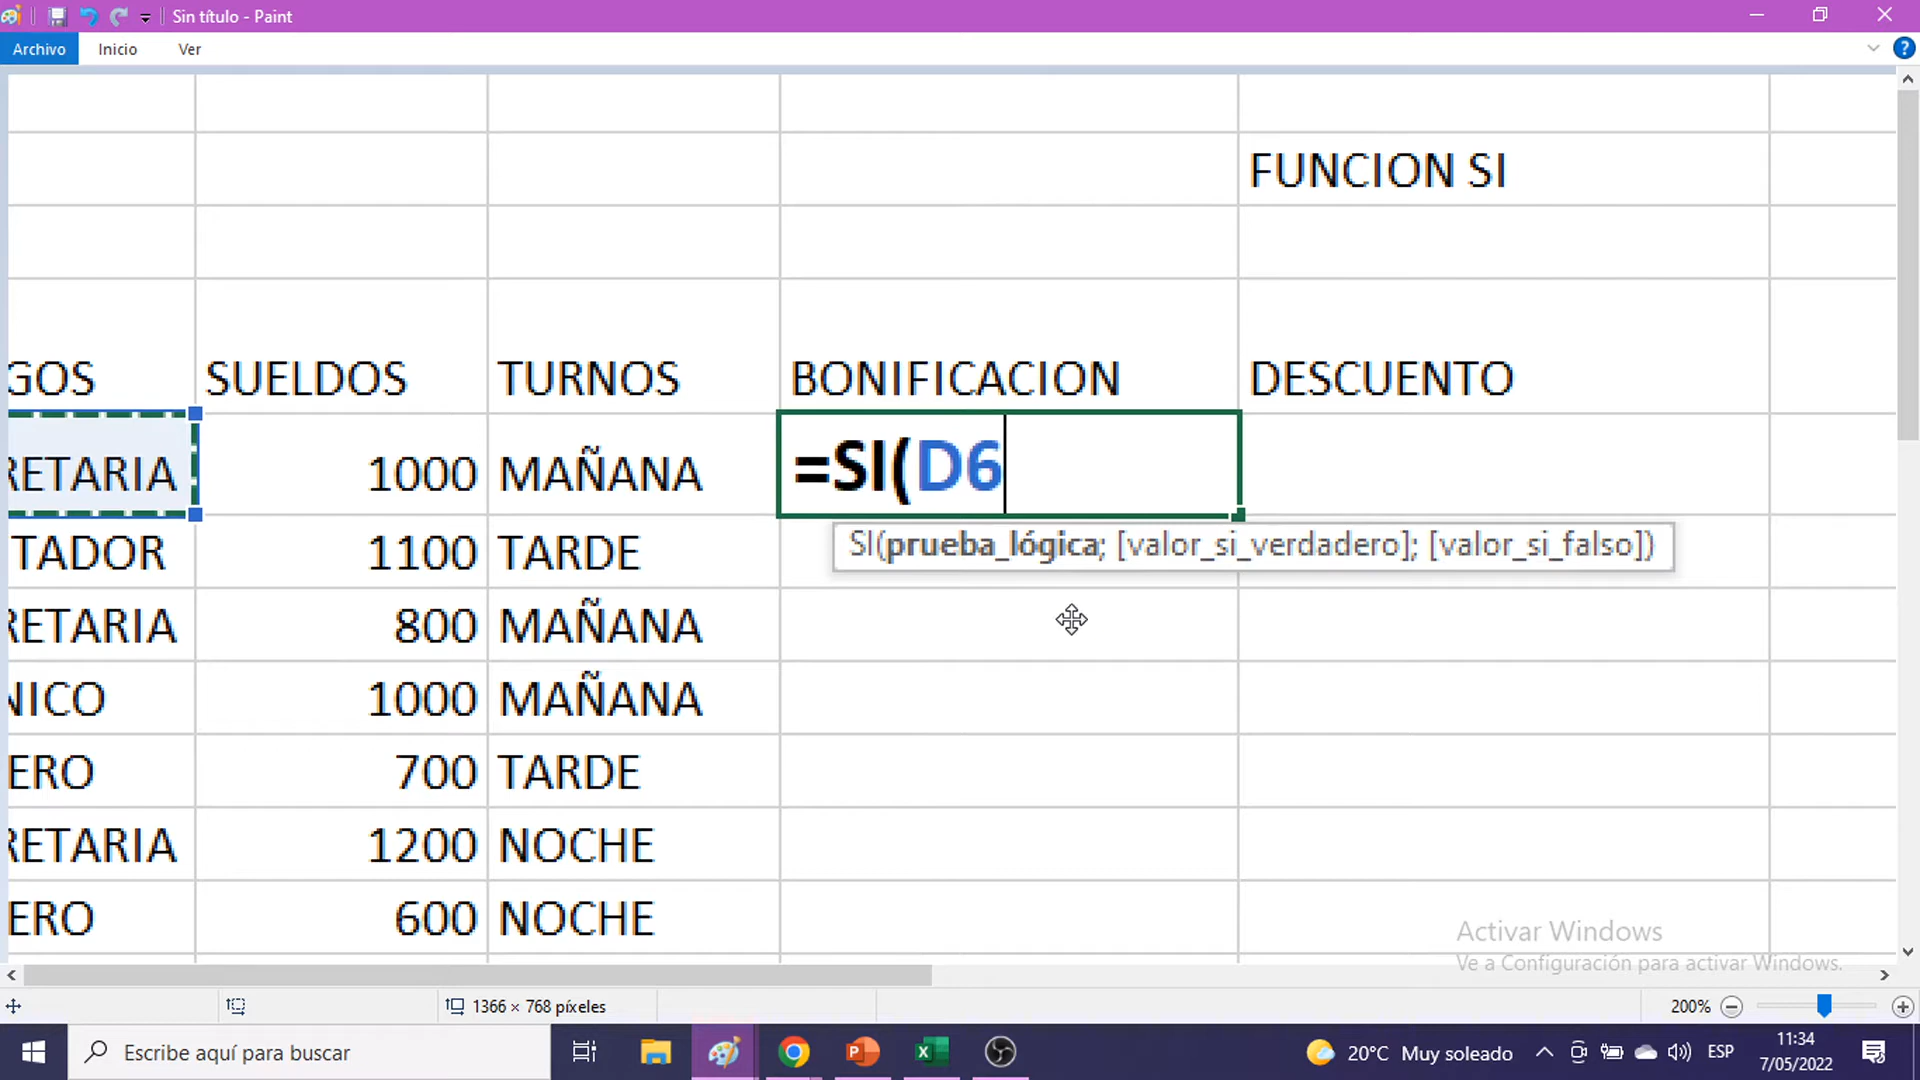 Sin título - Paint
Archivo Inicio Ver
FUNCION SI
GOS SUELDOS TURNOS BONIFICACION DESCUENTO
RETARIA 1000 MAÑANA =SI(D6
SI(prueba_lógica; [valor_si_verdadero]; [valor_si_falso])
TADOR 1100 TARDE
RETARIA 800 MAÑANA
NICO 1000 MAÑANA
ERO 700 TARDE
RETARIA 1200 NOCHE
ERO 600 NOCHE
Activar Windows
Ve a Configuración para activar Windows.
1366 × 768 píxeles 200%
Escribe aquí para buscar 20°C Muy soleado ESP 11:34
7/05/2022